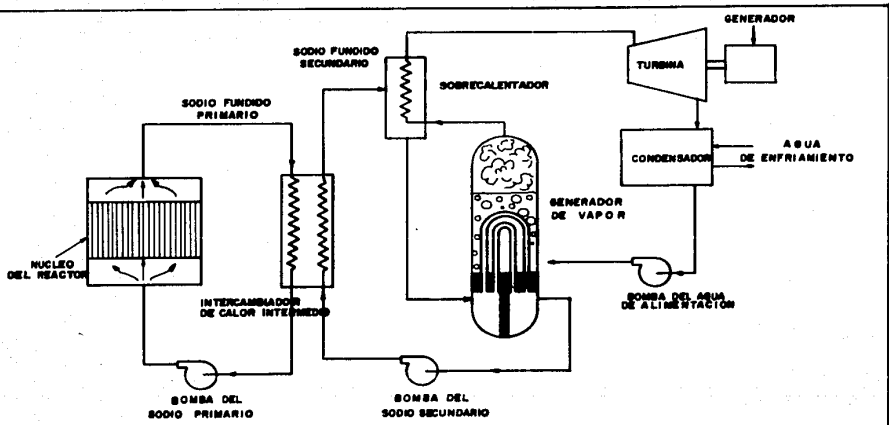 GENERADOR
TURBINA
SODIO FUNDIDO
SECUNDARIO
SOBRECALENTADOR
SODIO FUNDIDO
PRIMARIO
CONDENSADOR
AGUA
DE ENFRIAMIENTO
GENERADOR
DE VAPOR
NUCLEO
DEL REACTOR
INTERCAMBIADOR
DE CALOR INTERMEDIO
BOMBA DEL AGUA
DE ALIMENTACIÓN
BOMBA DEL
SODIO PRIMARIO
BOMBA DEL
SODIO SECUNDARIO